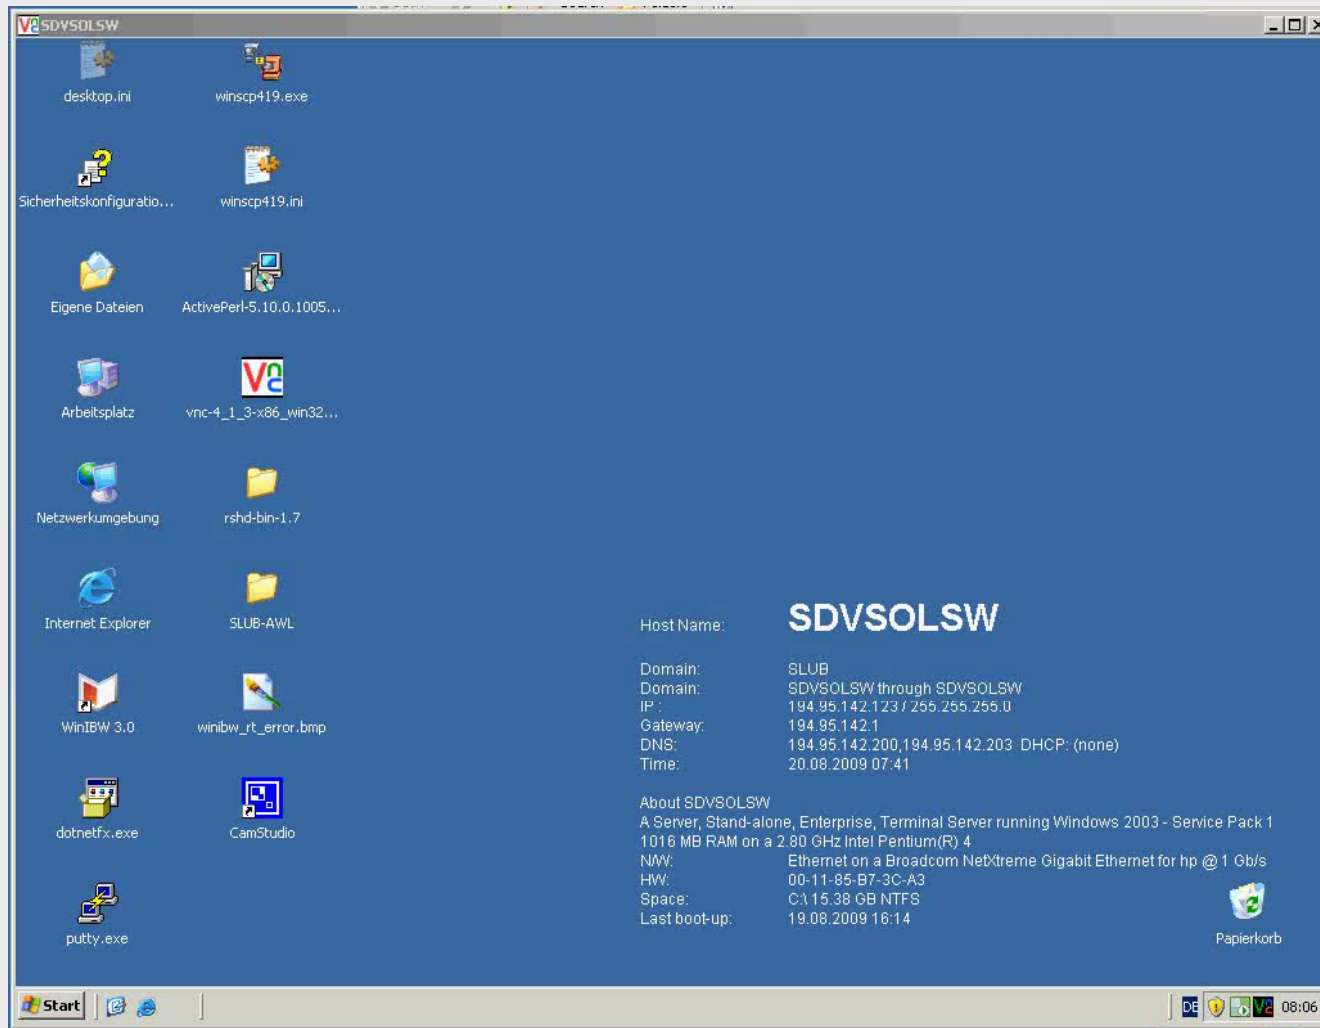 SDVSOLSW
desktop.ini
winscp419.exe
Sicherheitskonfiguratio...
winscp419.ini
Eigene Dateien
ActivePerl-5.10.0.1005...
Arbeitsplatz
vnc-4_1_3-x86_win32...
Netzwerkumgebung
rshd-bin-1.7
Internet Explorer
SLUB-AWL
WinIBW 3.0
winibw_rt_error.bmp
dotnetfx.exe
CamStudio
putty.exe
Host Name: SDVSOLSW
Domain: SLUB
Domain: SDVSOLSW through SDVSOLSW
IP : 194.95.142.123 / 255.255.255.0
Gateway: 194.95.142.1
DNS: 194.95.142.200,194.95.142.203 DHCP: (none)
Time: 20.08.2009 07:41
About SDVSOLSW
A Server, Stand-alone, Enterprise, Terminal Server running Windows 2003 - Service Pack 1
1016 MB RAM on a 2.80 GHz Intel Pentium(R) 4
N/W: Ethernet on a Broadcom NetXtreme Gigabit Ethernet for hp @ 1 Gb/s
HW: 00-11-85-B7-3C-A3
Space: C:\ 15.38 GB NTFS
Last boot-up: 19.08.2009 16:14
Papierkorb
Start
DE
08:06